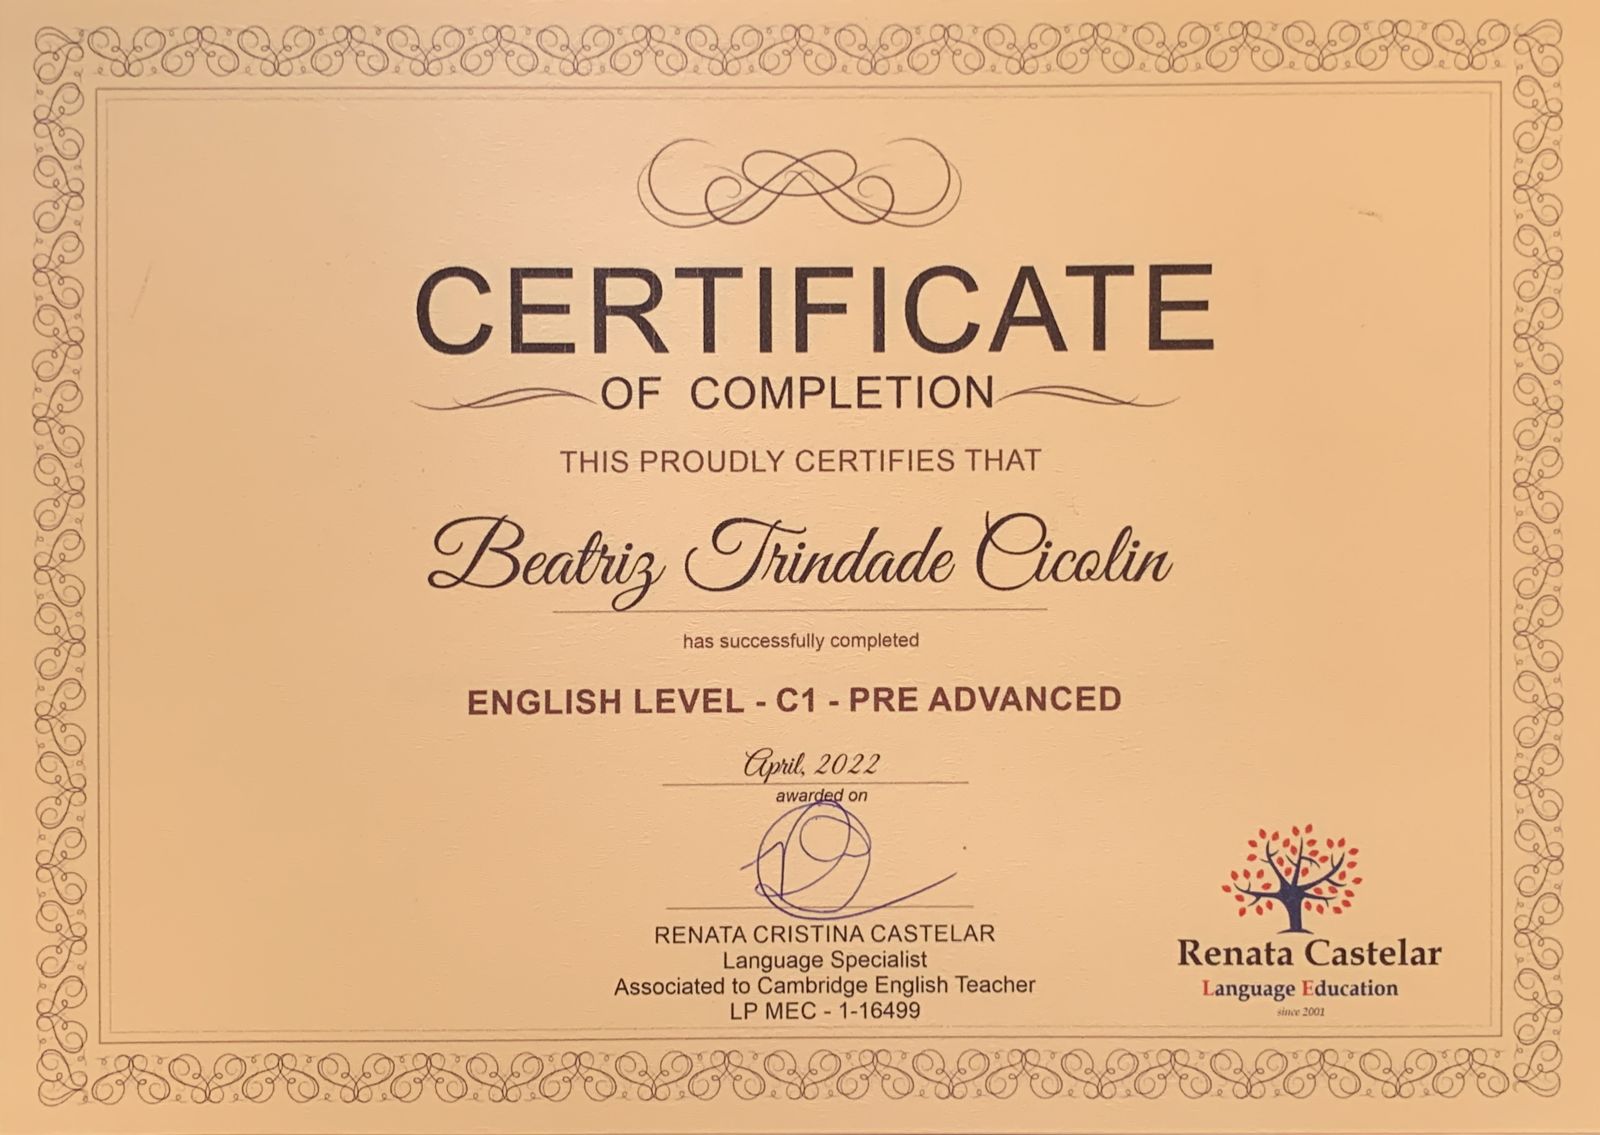 CERTIFICATE
OF COMPLETION
THIS PROUDLY CERTIFIES THAT
Beatriz Trindade Cicolin
has successfully completed
ENGLISH LEVEL - C1 - PRE ADVANCED
April, 2022
awarded on
RENATA CRISTINA CASTELAR
Language Specialist
Associated to Cambridge English Teacher
LP MEC - 1-16499
Renata Castelar
Language Education
since 2001